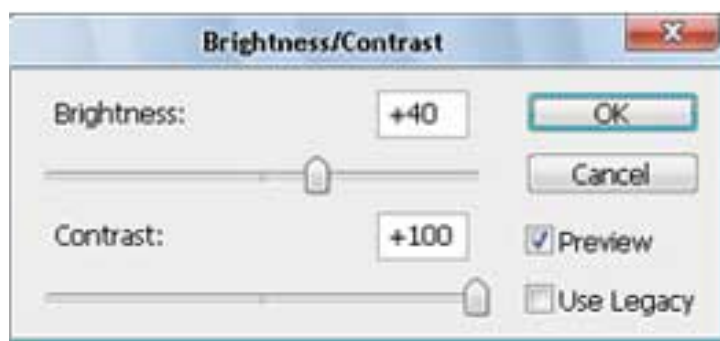 Brightness/Contrast
Brightness: +40
OK
Cancel
Contrast: +100
Preview
Use Legacy